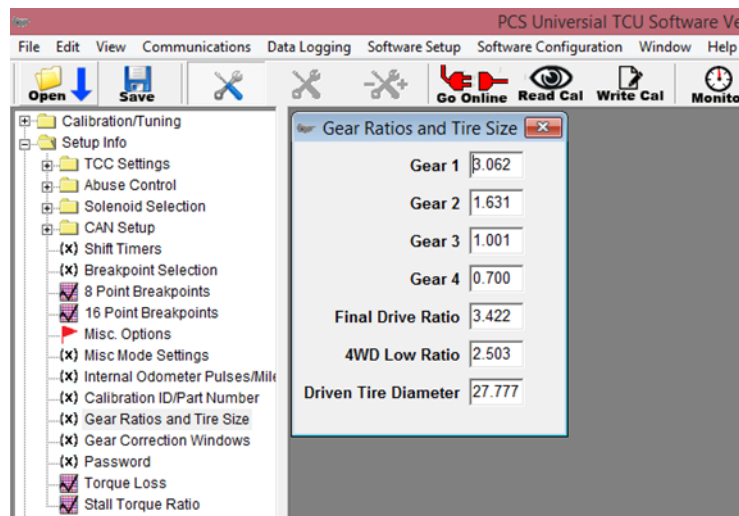 PCS Universial TCU Software Ve
File Edit View Communications Data Logging Software Setup Software Configuration Window Help
Open Save Go Online Read Cal Write Cal Monito
Calibration/Tuning
Setup Info
TCC Settings
Abuse Control
Solenoid Selection
CAN Setup
(x) Shift Timers
(x) Breakpoint Selection
8 Point Breakpoints
16 Point Breakpoints
Misc. Options
(x) Misc Mode Settings
(x) Internal Odometer Pulses/Mile
(x) Calibration ID/Part Number
(x) Gear Ratios and Tire Size
(x) Gear Correction Windows
(x) Password
Torque Loss
Stall Torque Ratio
Gear Ratios and Tire Size
Gear 1 3.062
Gear 2 1.631
Gear 3 1.001
Gear 4 0.700
Final Drive Ratio 3.422
4WD Low Ratio 2.503
Driven Tire Diameter 27.777